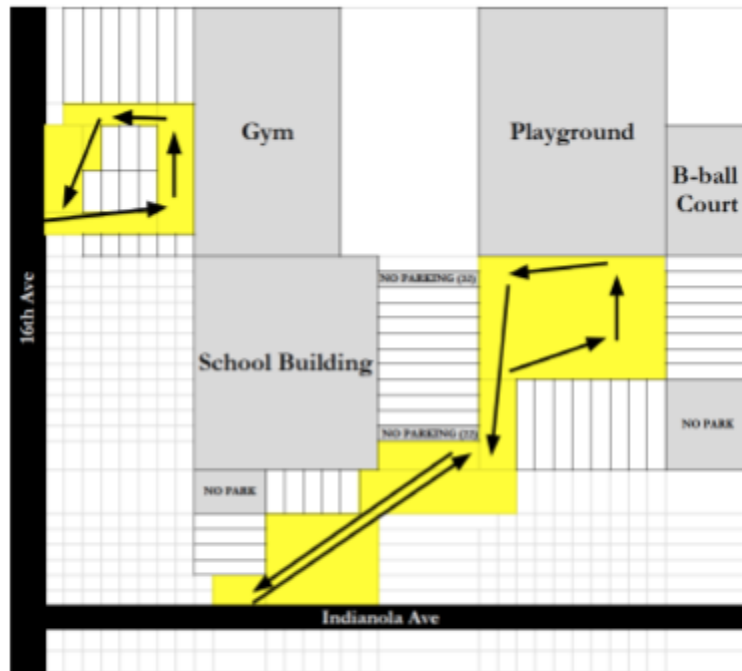 Gym
Playground
B-ball
Court
16th Ave
NO PARKING (32)
School Building
NO PARKING (22)
NO PARK
NO PARK
Indianola Ave